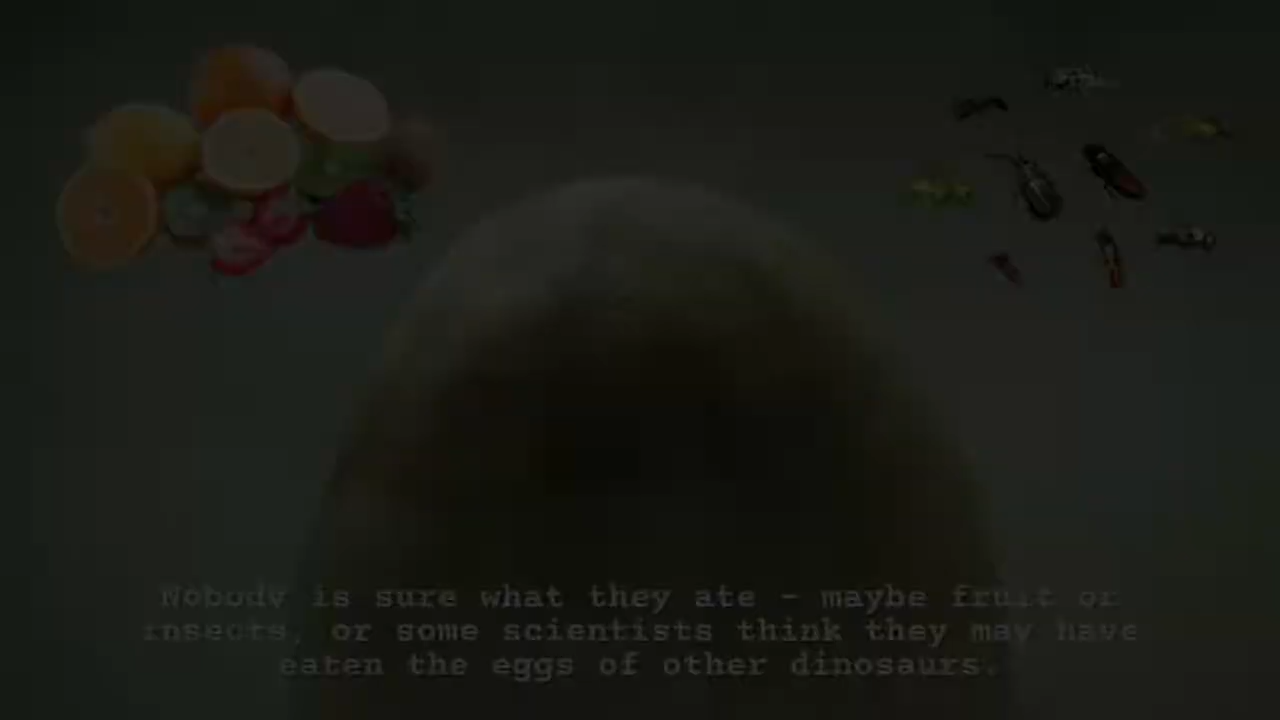 Nobody is sure what they ate - maybe fruit or
insects, or some scientists think they may have
eaten the eggs of other dinosaurs.